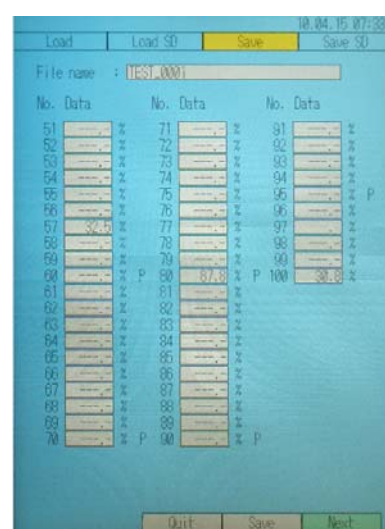 10.04.15 07:33
Load Load SD Save Save SD
File name : TEST_0001
No. Data No. Data No. Data
51 ---.- % 71 ---.- % 91 ---.- %
52 ---.- % 72 ---.- % 92 ---.- %
53 ---.- % 73 ---.- % 93 ---.- %
54 ---.- % 74 ---.- % 94 ---.- %
55 ---.- % 75 ---.- % 95 ---.- % P
56 ---.- % 76 ---.- % 96 ---.- %
57 32.5 % 77 ---.- % 97 ---.- %
58 ---.- % 78 ---.- % 98 ---.- %
59 ---.- % 79 ---.- % 99 ---.- %
60 ---.- % P 80 87.8 % P 100 30.8 %
61 ---.- % 81 ---.- %
62 ---.- % 82 ---.- %
63 ---.- % 83 ---.- %
64 ---.- % 84 ---.- %
65 ---.- % 85 ---.- %
66 ---.- % 86 ---.- %
67 ---.- % 87 ---.- %
68 ---.- % 88 ---.- %
69 ---.- % 89 ---.- %
70 ---.- % P 90 ---.- % P
Quit Save Next